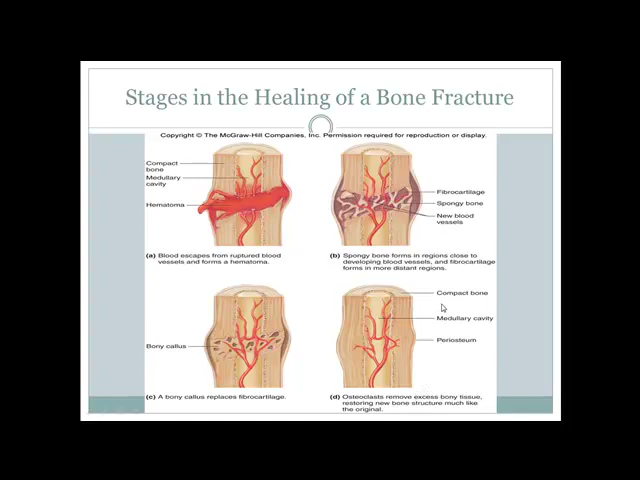 Stages in the Healing of a Bone Fracture
Copyright © The McGraw-Hill Companies, Inc. Permission required for reproduction or display.
Compact
bone
Medullary
cavity
Hematoma
Fibrocartilage
Spongy bone
New blood
vessels
(a) Blood escapes from ruptured blood
vessels and forms a hematoma.
(b) Spongy bone forms in regions close to
developing blood vessels, and fibrocartilage
forms in more distant regions.
Bony callus
Compact bone
Medullary cavity
Periosteum
(c) A bony callus replaces fibrocartilage.
(d) Osteoclasts remove excess bony tissue,
restoring new bone structure much like
the original.